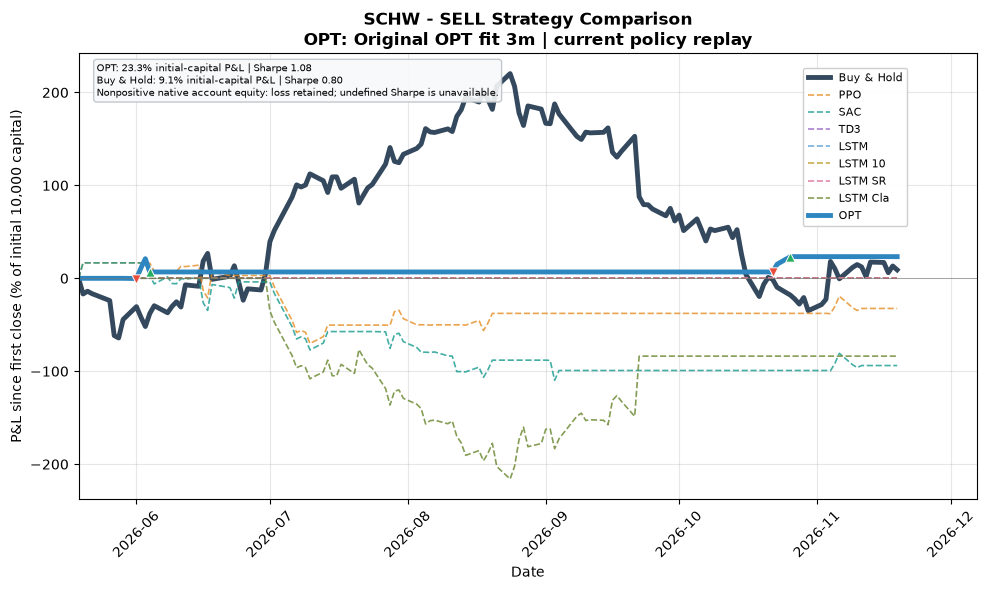 SCHW - SELL Strategy Comparison
OPT: Original OPT fit 3m | current policy replay
OPT: 23.3% initial-capital P&L | Sharpe 1.08
Buy & Hold: 9.1% initial-capital P&L | Sharpe 0.80
Nonpositive native account equity: loss retained; undefined Sharpe is unavailable.
Buy & Hold
PPO
SAC
TD3
LSTM
LSTM 10
LSTM SR
LSTM Cla
OPT
P&L since first close (% of initial 10,000 capital)
200
100
0
−100
−200
2026-06
2026-07
2026-08
2026-09
2026-10
2026-11
2026-12
Date